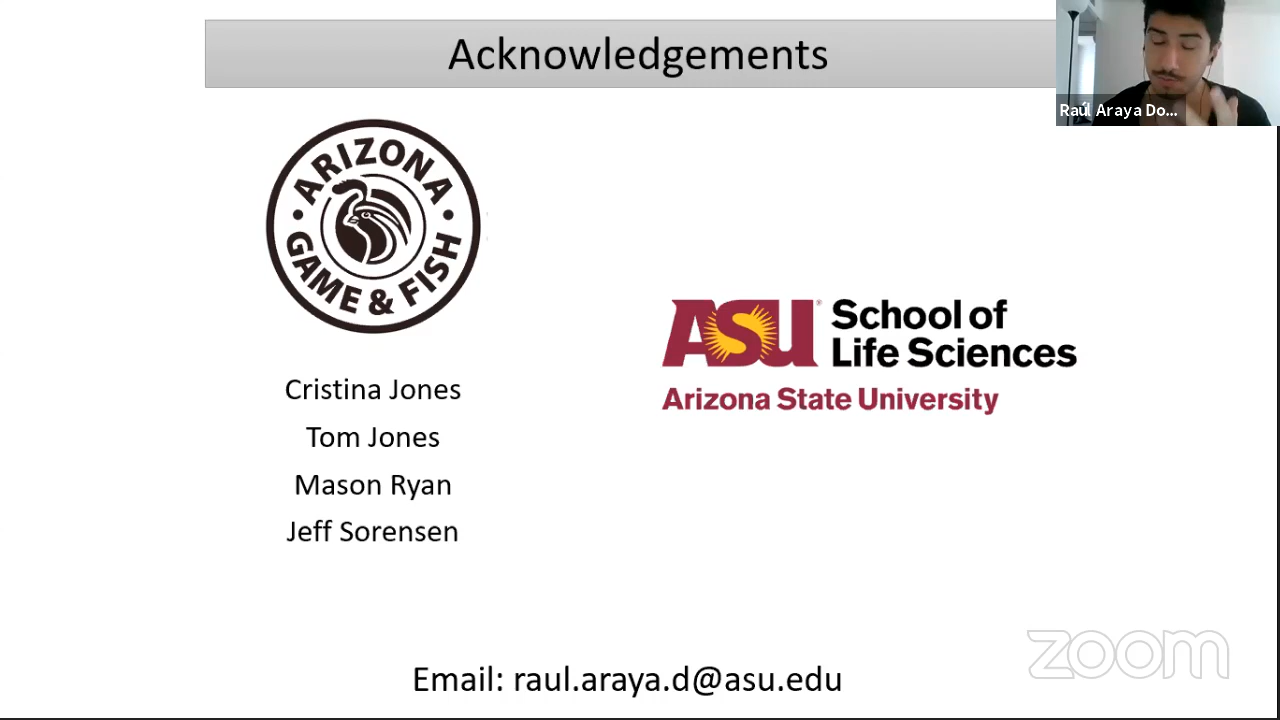 Acknowledgements
Raúl Araya Do...
ARIZONA
GAME & FISH
ASU School of
Life Sciences
Arizona State University
Cristina Jones
Tom Jones
Mason Ryan
Jeff Sorensen
zoom
Email: raul.araya.d@asu.edu